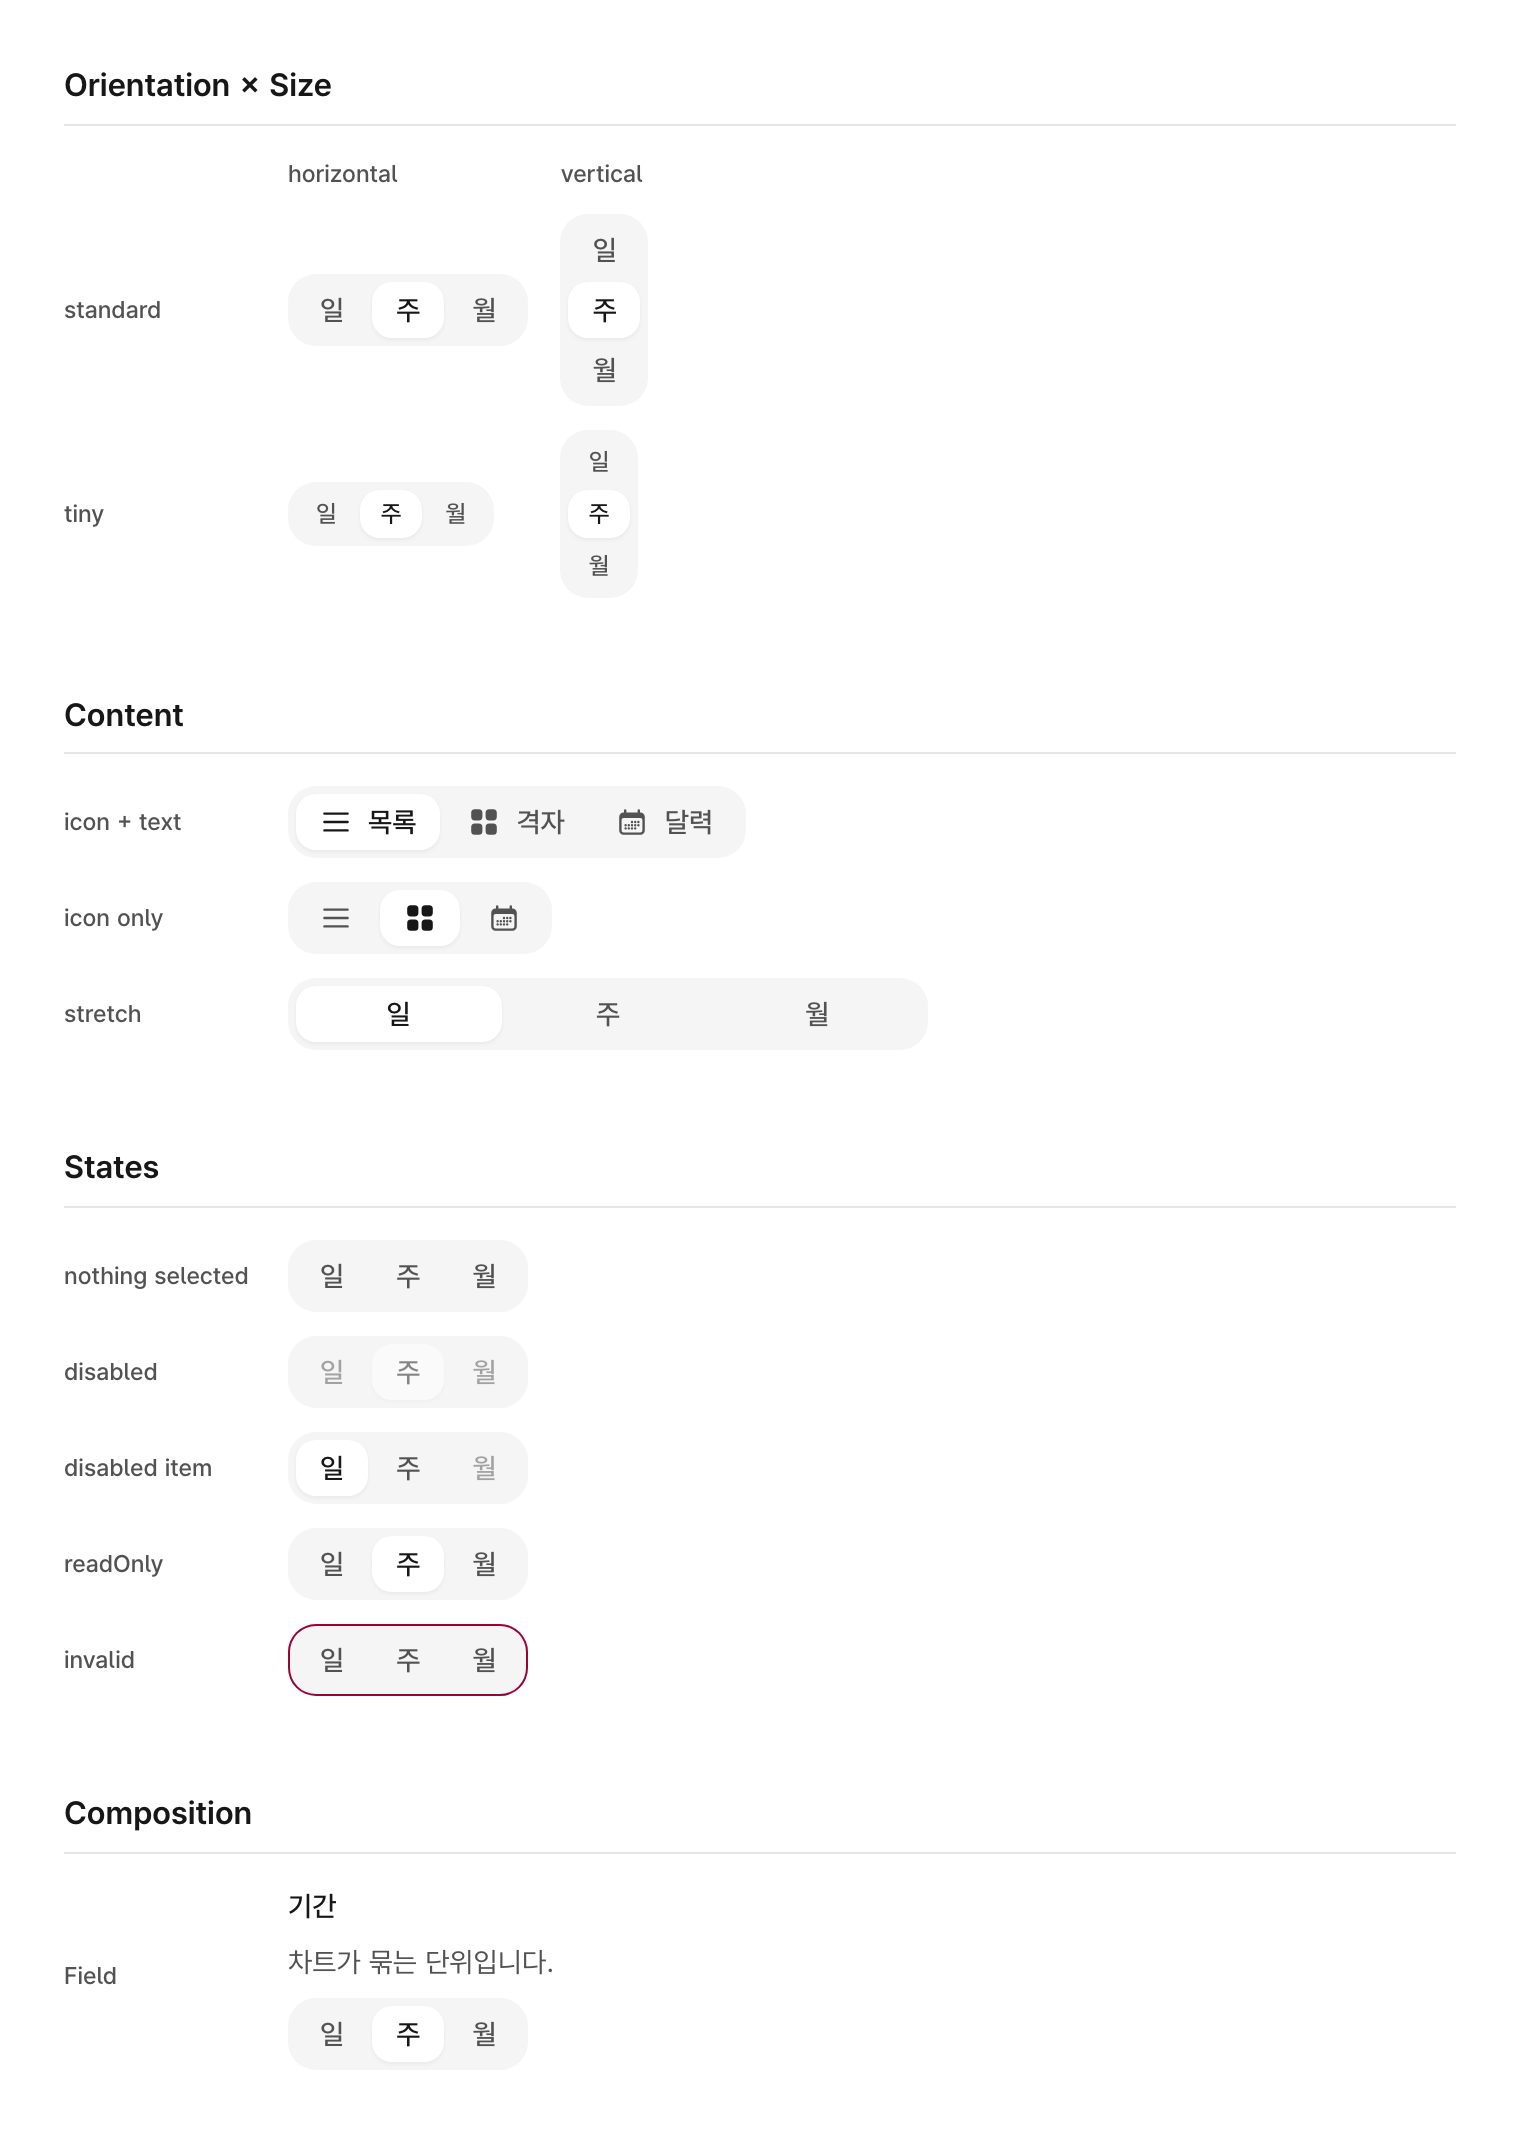 Orientation × Size
horizontal vertical
standard 일 주 월 일 주 월
tiny 일 주 월 일 주 월
Content
icon + text 목록 격자 달력
icon only
stretch 일 주 월
States
nothing selected 일 주 월
disabled 일 주 월
disabled item 일 주 월
readOnly 일 주 월
invalid 일 주 월
Composition
Field
기간
차트가 묶는 단위입니다.
일 주 월